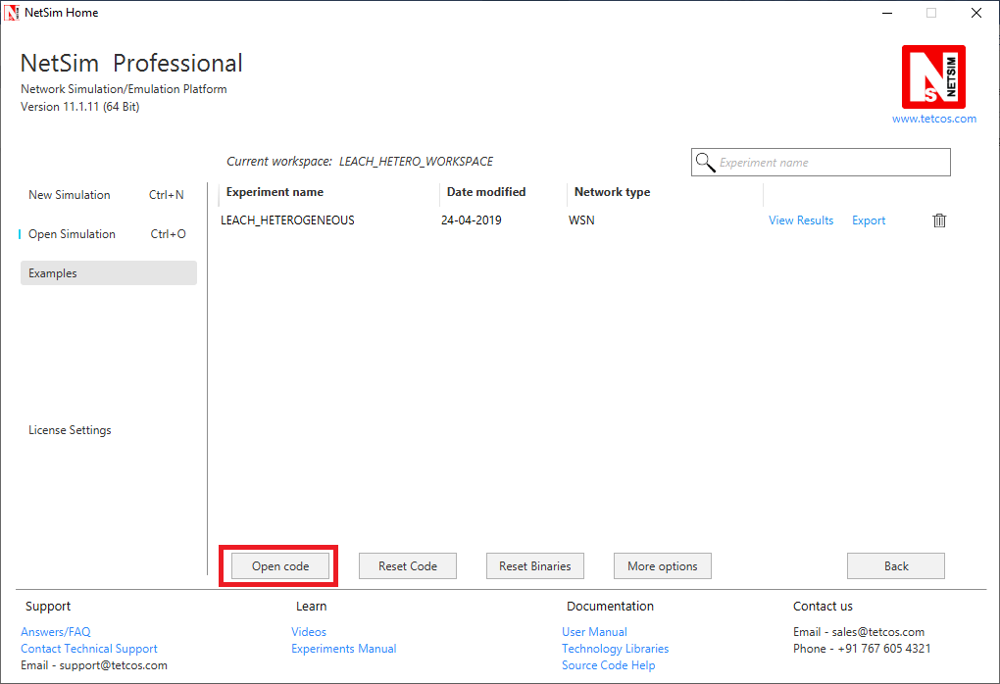 NetSim Home
NetSim Professional
Network Simulation/Emulation Platform
Version 11.1.11 (64 Bit)
NS NETSIM
www.tetcos.com
Current workspace: LEACH_HETERO_WORKSPACE
Experiment name
New Simulation Ctrl+N
Open Simulation Ctrl+O
Examples
License Settings
Experiment name Date modified Network type
LEACH_HETEROGENEOUS 24-04-2019 WSN View Results Export
Open code Reset Code Reset Binaries More options Back
Support
Answers/FAQ
Contact Technical Support
Email - support@tetcos.com
Learn
Videos
Experiments Manual
Documentation
User Manual
Technology Libraries
Source Code Help
Contact us
Email - sales@tetcos.com
Phone - +91 767 605 4321